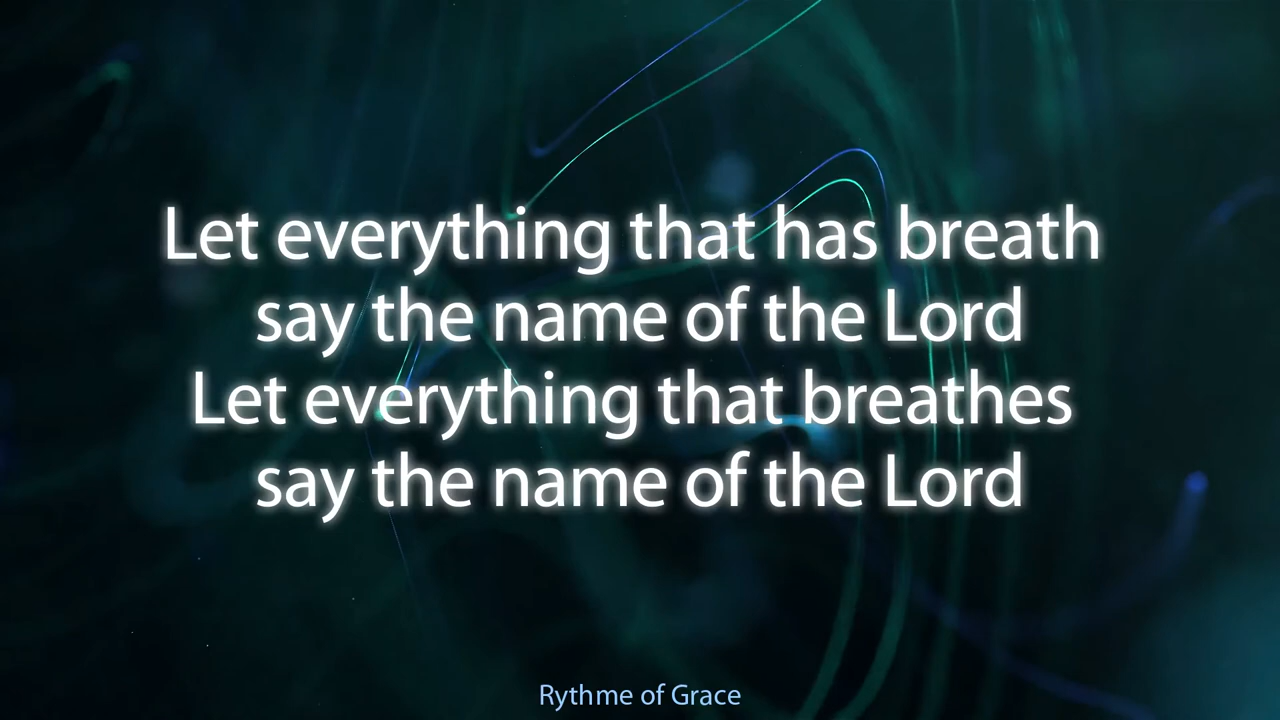 Let everything that has breath
say the name of the Lord
Let everything that breathes
say the name of the Lord
Rythme of Grace